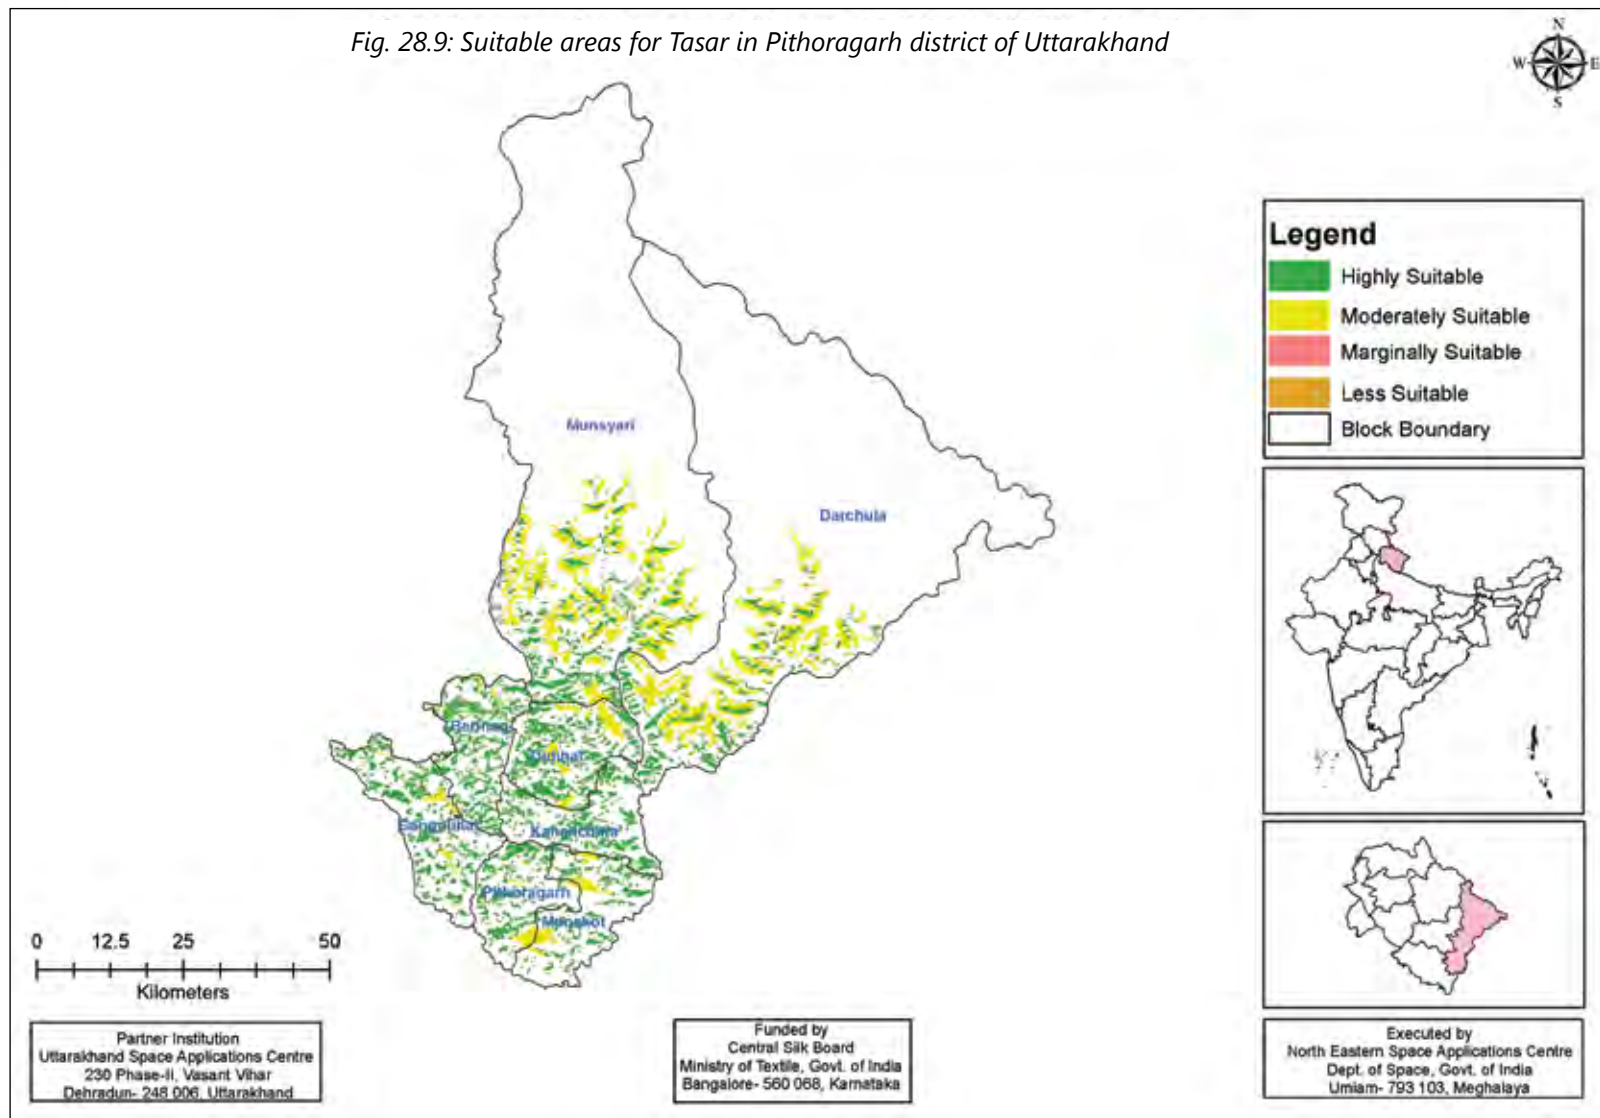 Fig. 28.9: Suitable areas for Tasar in Pithoragarh district of Uttarakhand
N
W E
S
Legend
Highly Suitable
Moderately Suitable
Marginally Suitable
Less Suitable
Block Boundary
Munsyari
Darchula
Didihat
Pithoragarh
Munakot
0 12.5 25 50
Kilometers
Partner Institution
Uttarakhand Space Applications Centre
230 Phase-II, Vasant Vihar
Dehradun- 248 006, Uttarakhand
Funded by
Central Silk Board
Ministry of Textile, Govt. of India
Bangalore- 560 068, Karnataka
Executed by
North Eastern Space Applications Centre
Dept. of Space, Govt. of India
Umiam- 793 103, Meghalaya